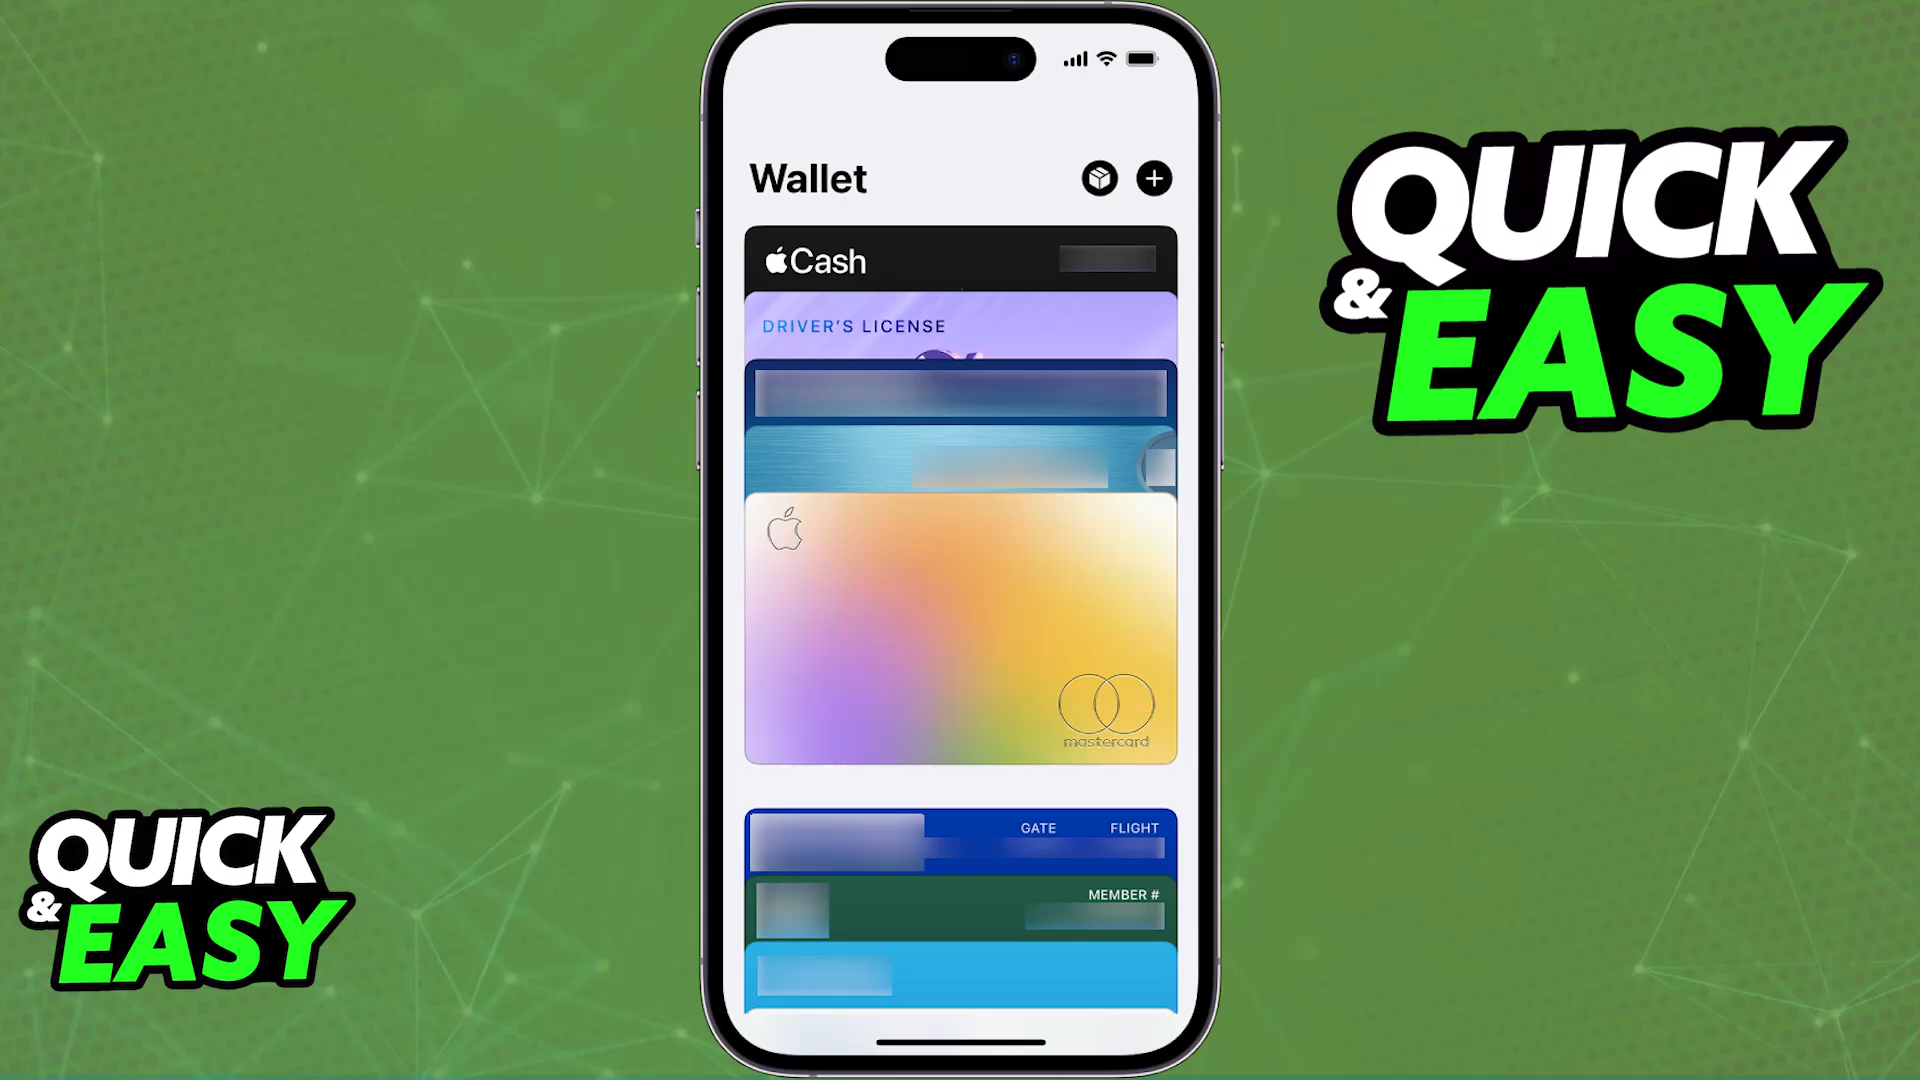 Wallet
Cash
DRIVER'S LICENSE
mastercard
GATE FLIGHT
MEMBER #
QUICK
& EASY
QUICK
& EASY